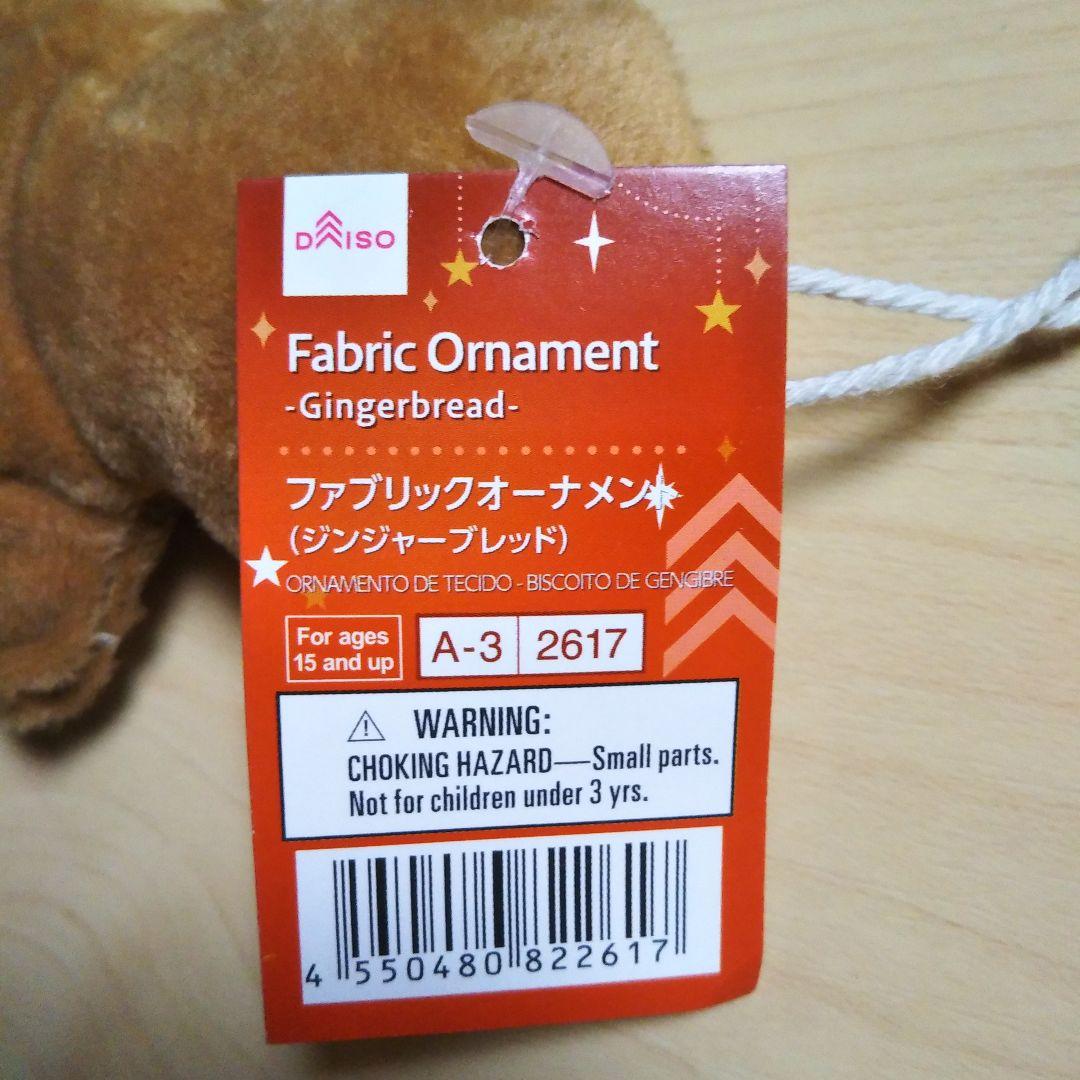 DAISO
Fabric Ornament
-Gingerbread-
ファブリックオーナメント
(ジンジャーブレッド)
ORNAMENTO DE TECIDO - BISCOITO DE GENGIBRE
For ages
15 and up
A-3 2617
⚠ WARNING:
CHOKING HAZARD—Small parts.
Not for children under 3 yrs.
4 550480 822617